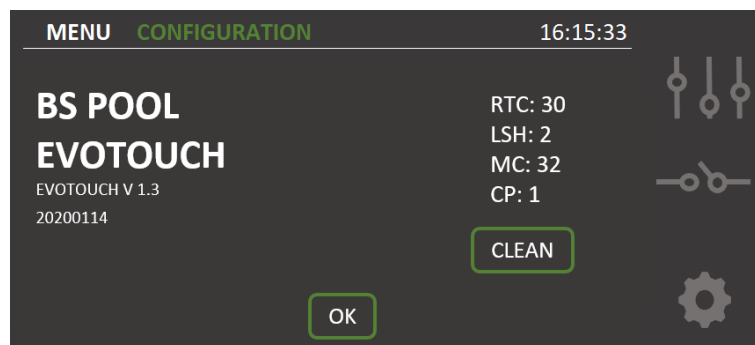 MENU CONFIGURATION 16:15:33
BS POOL
EVOTOUCH
EVOTOUCH V 1.3
20200114
RTC: 30
LSH: 2
MC: 32
CP: 1
CLEAN
OK